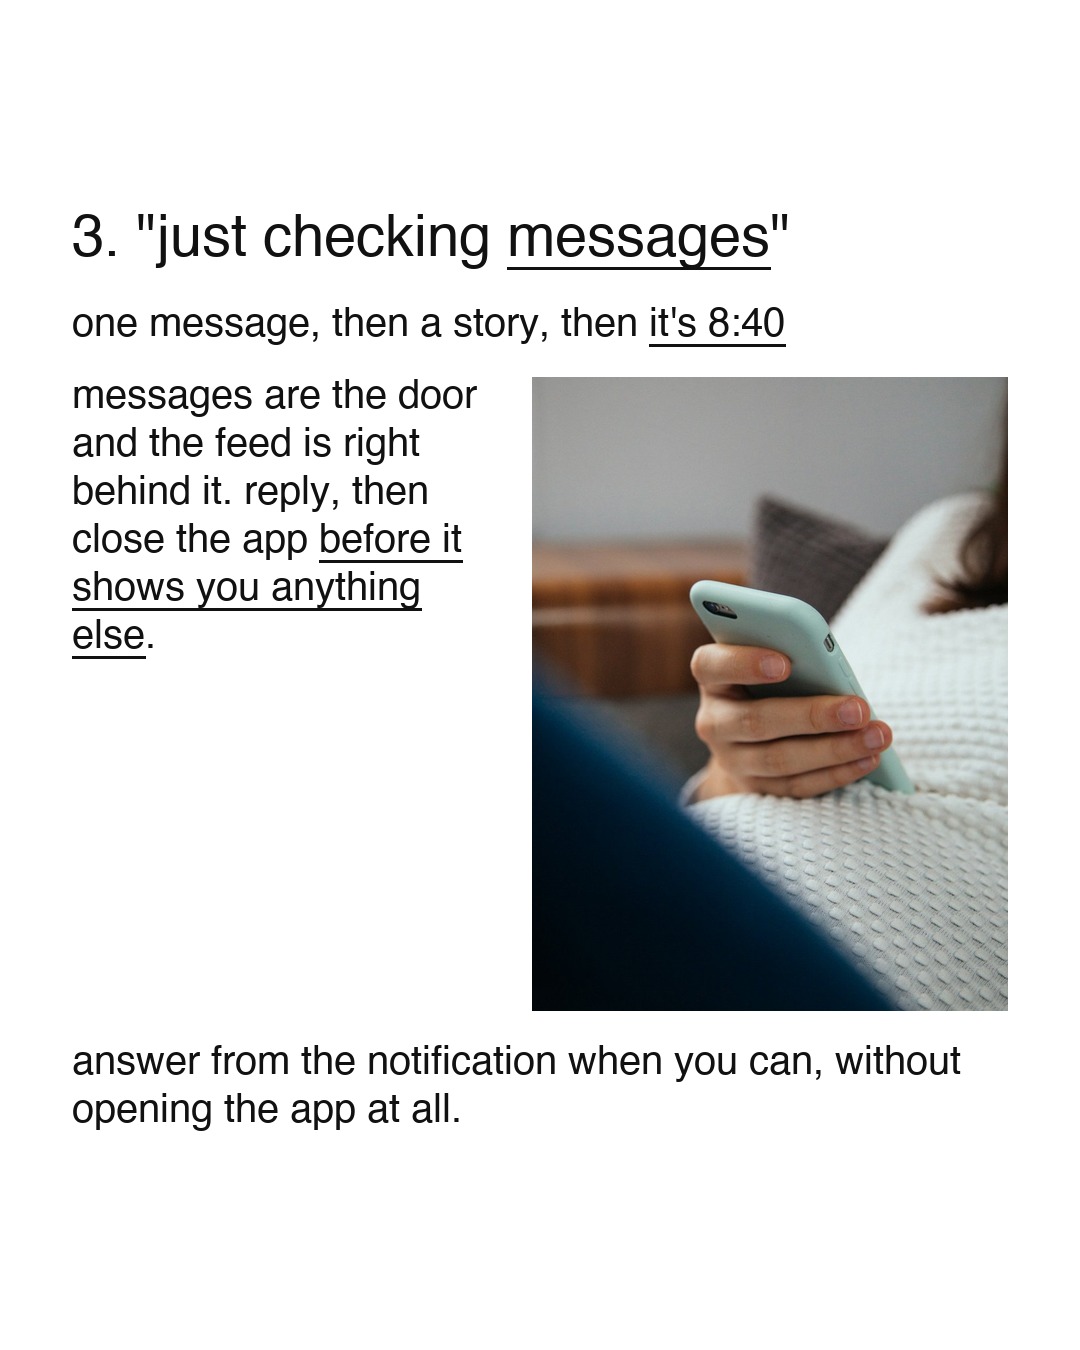 3. "just checking messages"
one message, then a story, then it's 8:40
messages are the door
and the feed is right
behind it. reply, then
close the app before it
shows you anything
else.
answer from the notification when you can, without
opening the app at all.